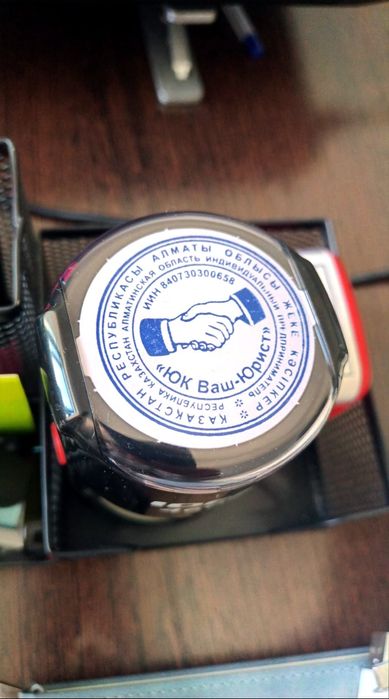 ҚАЗАҚСТАН РЕСПУБЛИКАСЫ АЛМАТЫ ОБЛЫСЫ ЖЕКЕ КӘСІПКЕР
РЕСПУБЛИКА КАЗАХСТАН АЛМАТИНСКАЯ ОБЛАСТЬ ИНДИВИДУАЛЬНЫЙ ПРЕДПРИНИМАТЕЛЬ
ИИН 840730300658
«ЮК Ваш-Юрист»